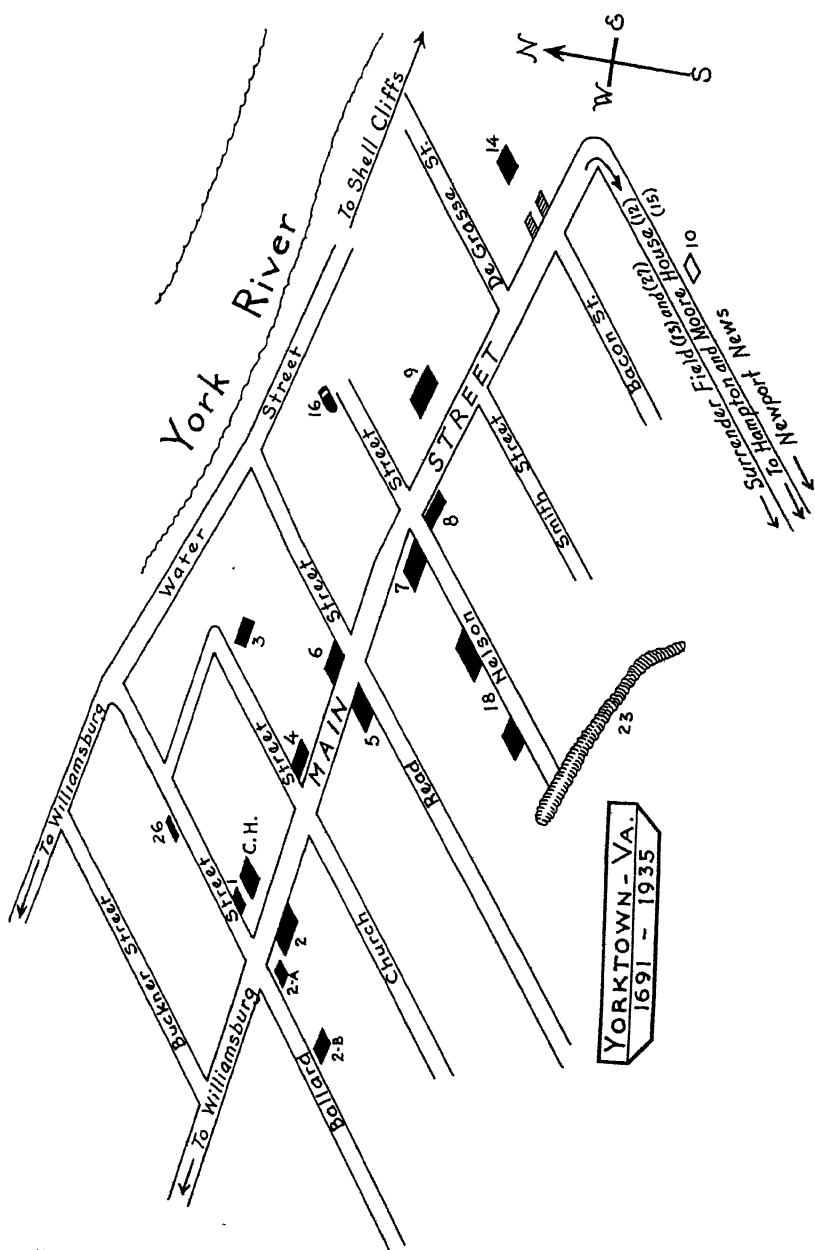 N
E
W
S
York River
To Shell Cliffs
Water Street
To Williamsburg
De Grasse St.
14
9
16
Street
MAIN STREET
Street
3
26
Street
1
C.H.
4
Street
6
5
7
8
Smith Street
Bacon St.
10
Surrender Field (15) and (27)
To Hampton and Moore House (12)
Newport News (15)
Buckner Street
To Williamsburg
2
2-A
2-B
Ballard
Church
Read
18
Nelson
23
YORKTOWN - VA.
1691 - 1935